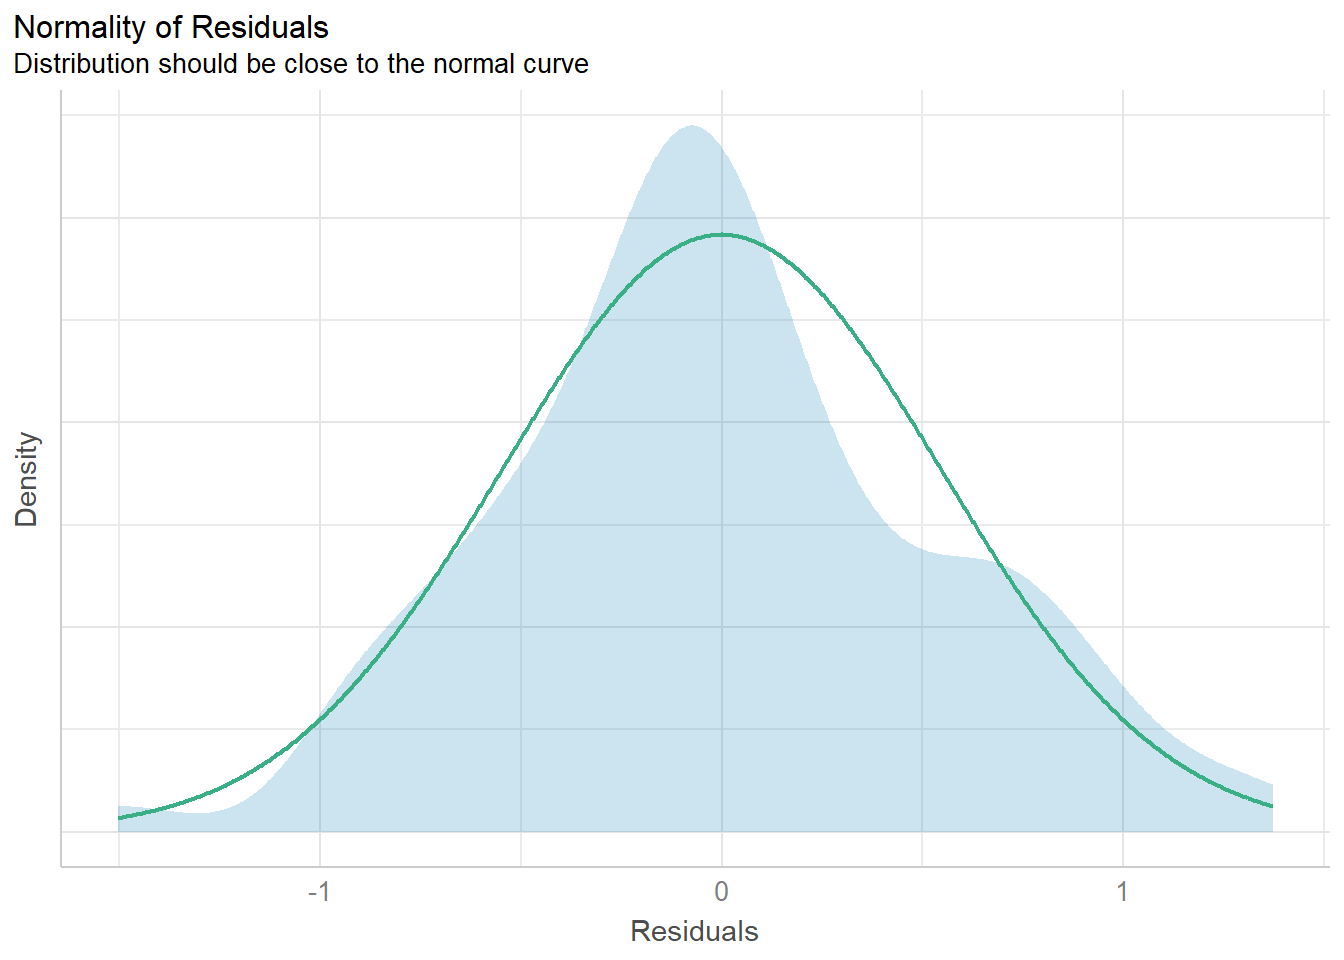 Normality of Residuals
Distribution should be close to the normal curve
Density
-1
0
1
Residuals